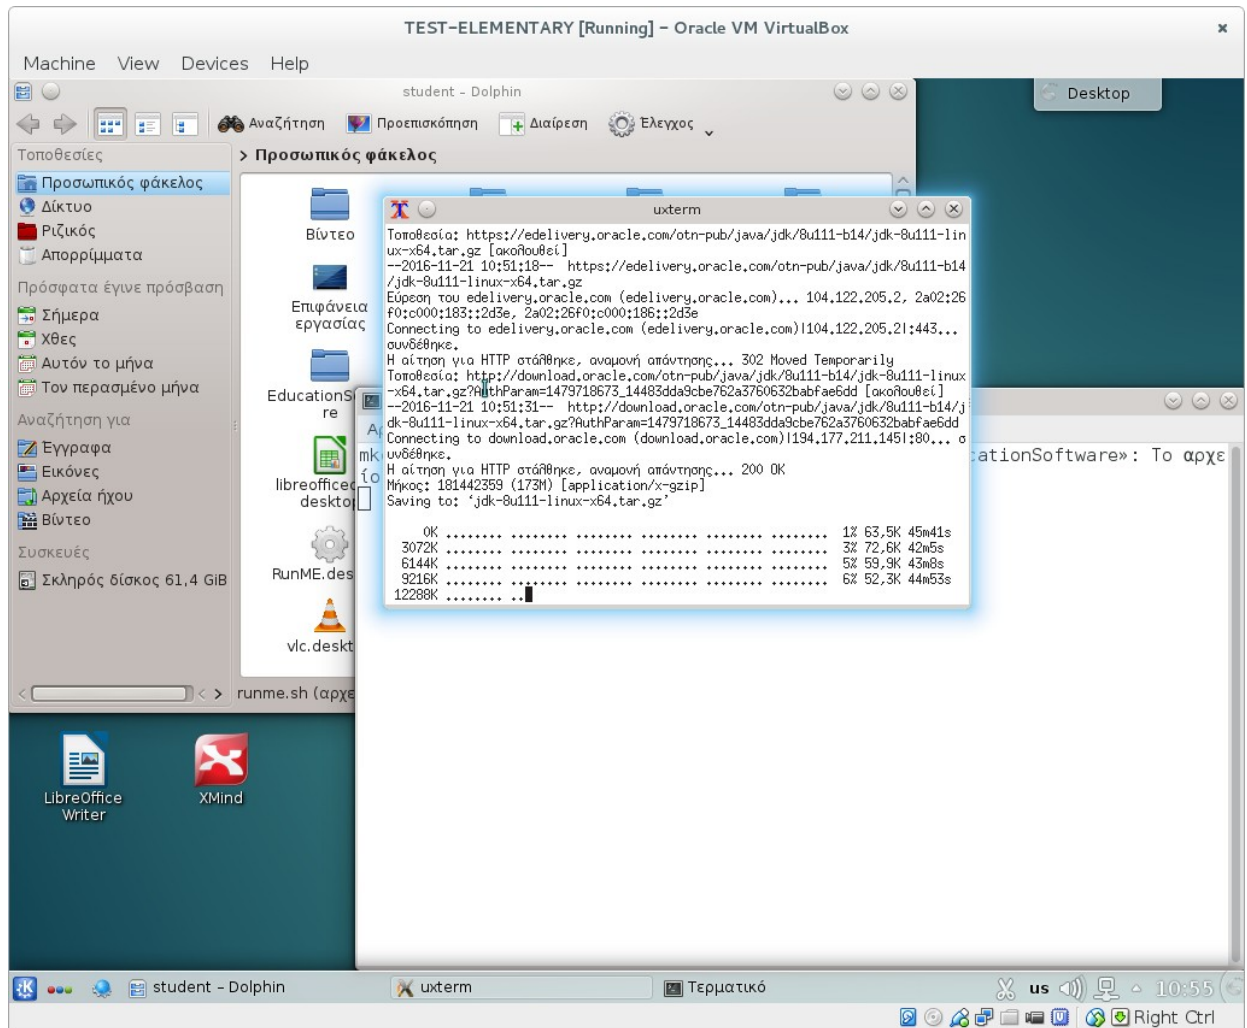 TEST-ELEMENTARY [Running] – Oracle VM VirtualBox
Machine View Devices Help
student – Dolphin
Desktop
Αναζήτηση Προεπισκόπηση Διαίρεση Έλεγχος
Τοποθεσίες
> Προσωπικός φάκελος
Προσωπικός φάκελος
Δίκτυο
Ριζικός
Απορρίμματα
Πρόσφατα έγινε πρόσβαση
Σήμερα
Χθες
Αυτόν το μήνα
Τον περασμένο μήνα
Αναζήτηση για
Έγγραφα
Εικόνες
Αρχεία ήχου
Βίντεο
Συσκευές
Σκληρός δίσκος 61,4 GiB
Βίντεο
Επιφάνεια
εργασίας
EducationS
re
libreoffice
desktop
RunME.des
vlc.deskt
runme.sh (αρχε
uxterm
Τοποθεσία: https://edelivery.oracle.com/otn-pub/java/jdk/8u111-b14/jdk-8u111-lin
ux-x64.tar.gz [ακολουθεί]
--2016-11-21 10:51:18-- https://edelivery.oracle.com/otn-pub/java/jdk/8u111-b14
/jdk-8u111-linux-x64.tar.gz
Εύρεση του edelivery.oracle.com (edelivery.oracle.com)... 104.122.205.2, 2a02:26
f0:c000:183::2d3e, 2a02:26f0:c000:186::2d3e
Connecting to edelivery.oracle.com (edelivery.oracle.com)|104.122.205.2|:443...
συνδέθηκε.
Η αίτηση για HTTP στάλθηκε, αναμονή απάντησης... 302 Moved Temporarily
Τοποθεσία: http://download.oracle.com/otn-pub/java/jdk/8u111-b14/jdk-8u111-linux
-x64.tar.gz?AuthParam=1479718673_14483dda9cbe762a3760632babfae6dd [ακολουθεί]
--2016-11-21 10:51:31-- http://download.oracle.com/otn-pub/java/jdk/8u111-b14/j
dk-8u111-linux-x64.tar.gz?AuthParam=1479718673_14483dda9cbe762a3760632babfae6dd
Connecting to download.oracle.com (download.oracle.com)|194.177.211.145|:80... σ
υνδέθηκε.
Η αίτηση για HTTP στάλθηκε, αναμονή απάντησης... 200 OK
Μήκος: 181442359 (173M) [application/x-gzip]
Saving to: ‘jdk-8u111-linux-x64.tar.gz’
0K ........ ........ ........ ........ ........ ........ 1% 63,5K 45m41s
3072K ........ ........ ........ ........ ........ ........ 3% 72,6K 42m5s
6144K ........ ........ ........ ........ ........ ........ 5% 59,9K 43m8s
9216K ........ ........ ........ ........ ........ ........ 6% 52,3K 44m53s
12288K ........ ..
cationSoftware»: Το αρχε
ίο
LibreOffice
Writer
XMind
student – Dolphin
uxterm
Τερματικό
us
10:55
Right Ctrl